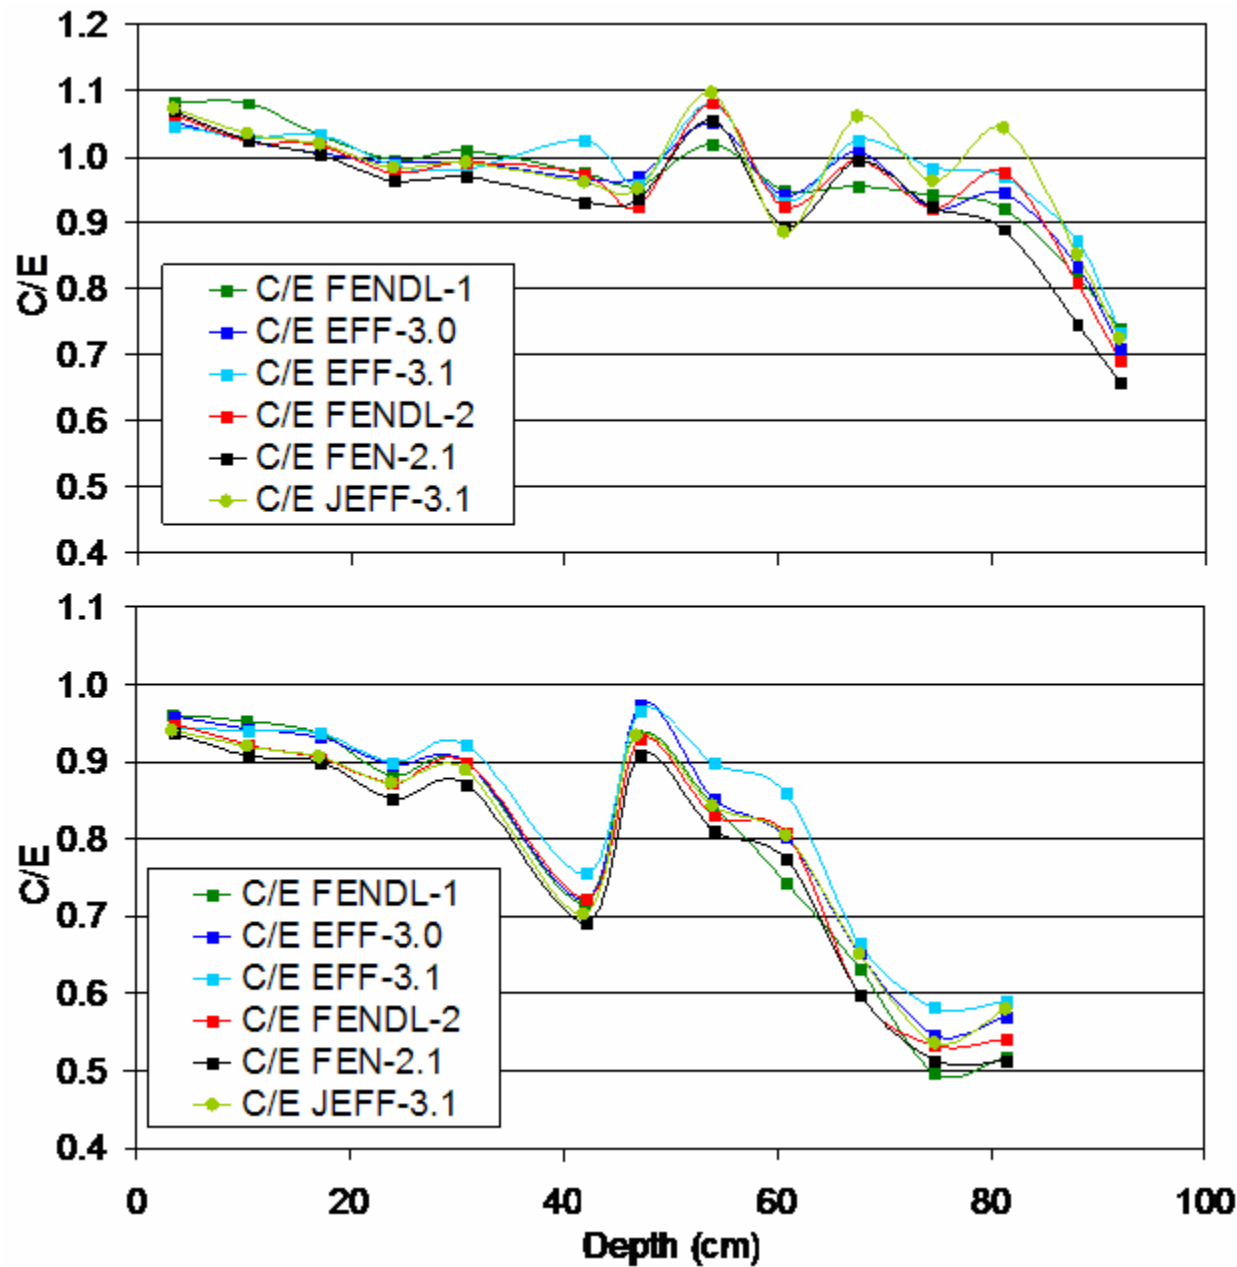 1.2
1.1
1.0
0.9
0.8
0.7
0.6
0.5
0.4
C/E
C/E FENDL-1
C/E EFF-3.0
C/E EFF-3.1
C/E FENDL-2
C/E FEN-2.1
C/E JEFF-3.1
1.1
1.0
0.9
0.8
0.7
0.6
0.5
0.4
C/E
C/E FENDL-1
C/E EFF-3.0
C/E EFF-3.1
C/E FENDL-2
C/E FEN-2.1
C/E JEFF-3.1
0 20 40 60 80 100
Depth (cm)